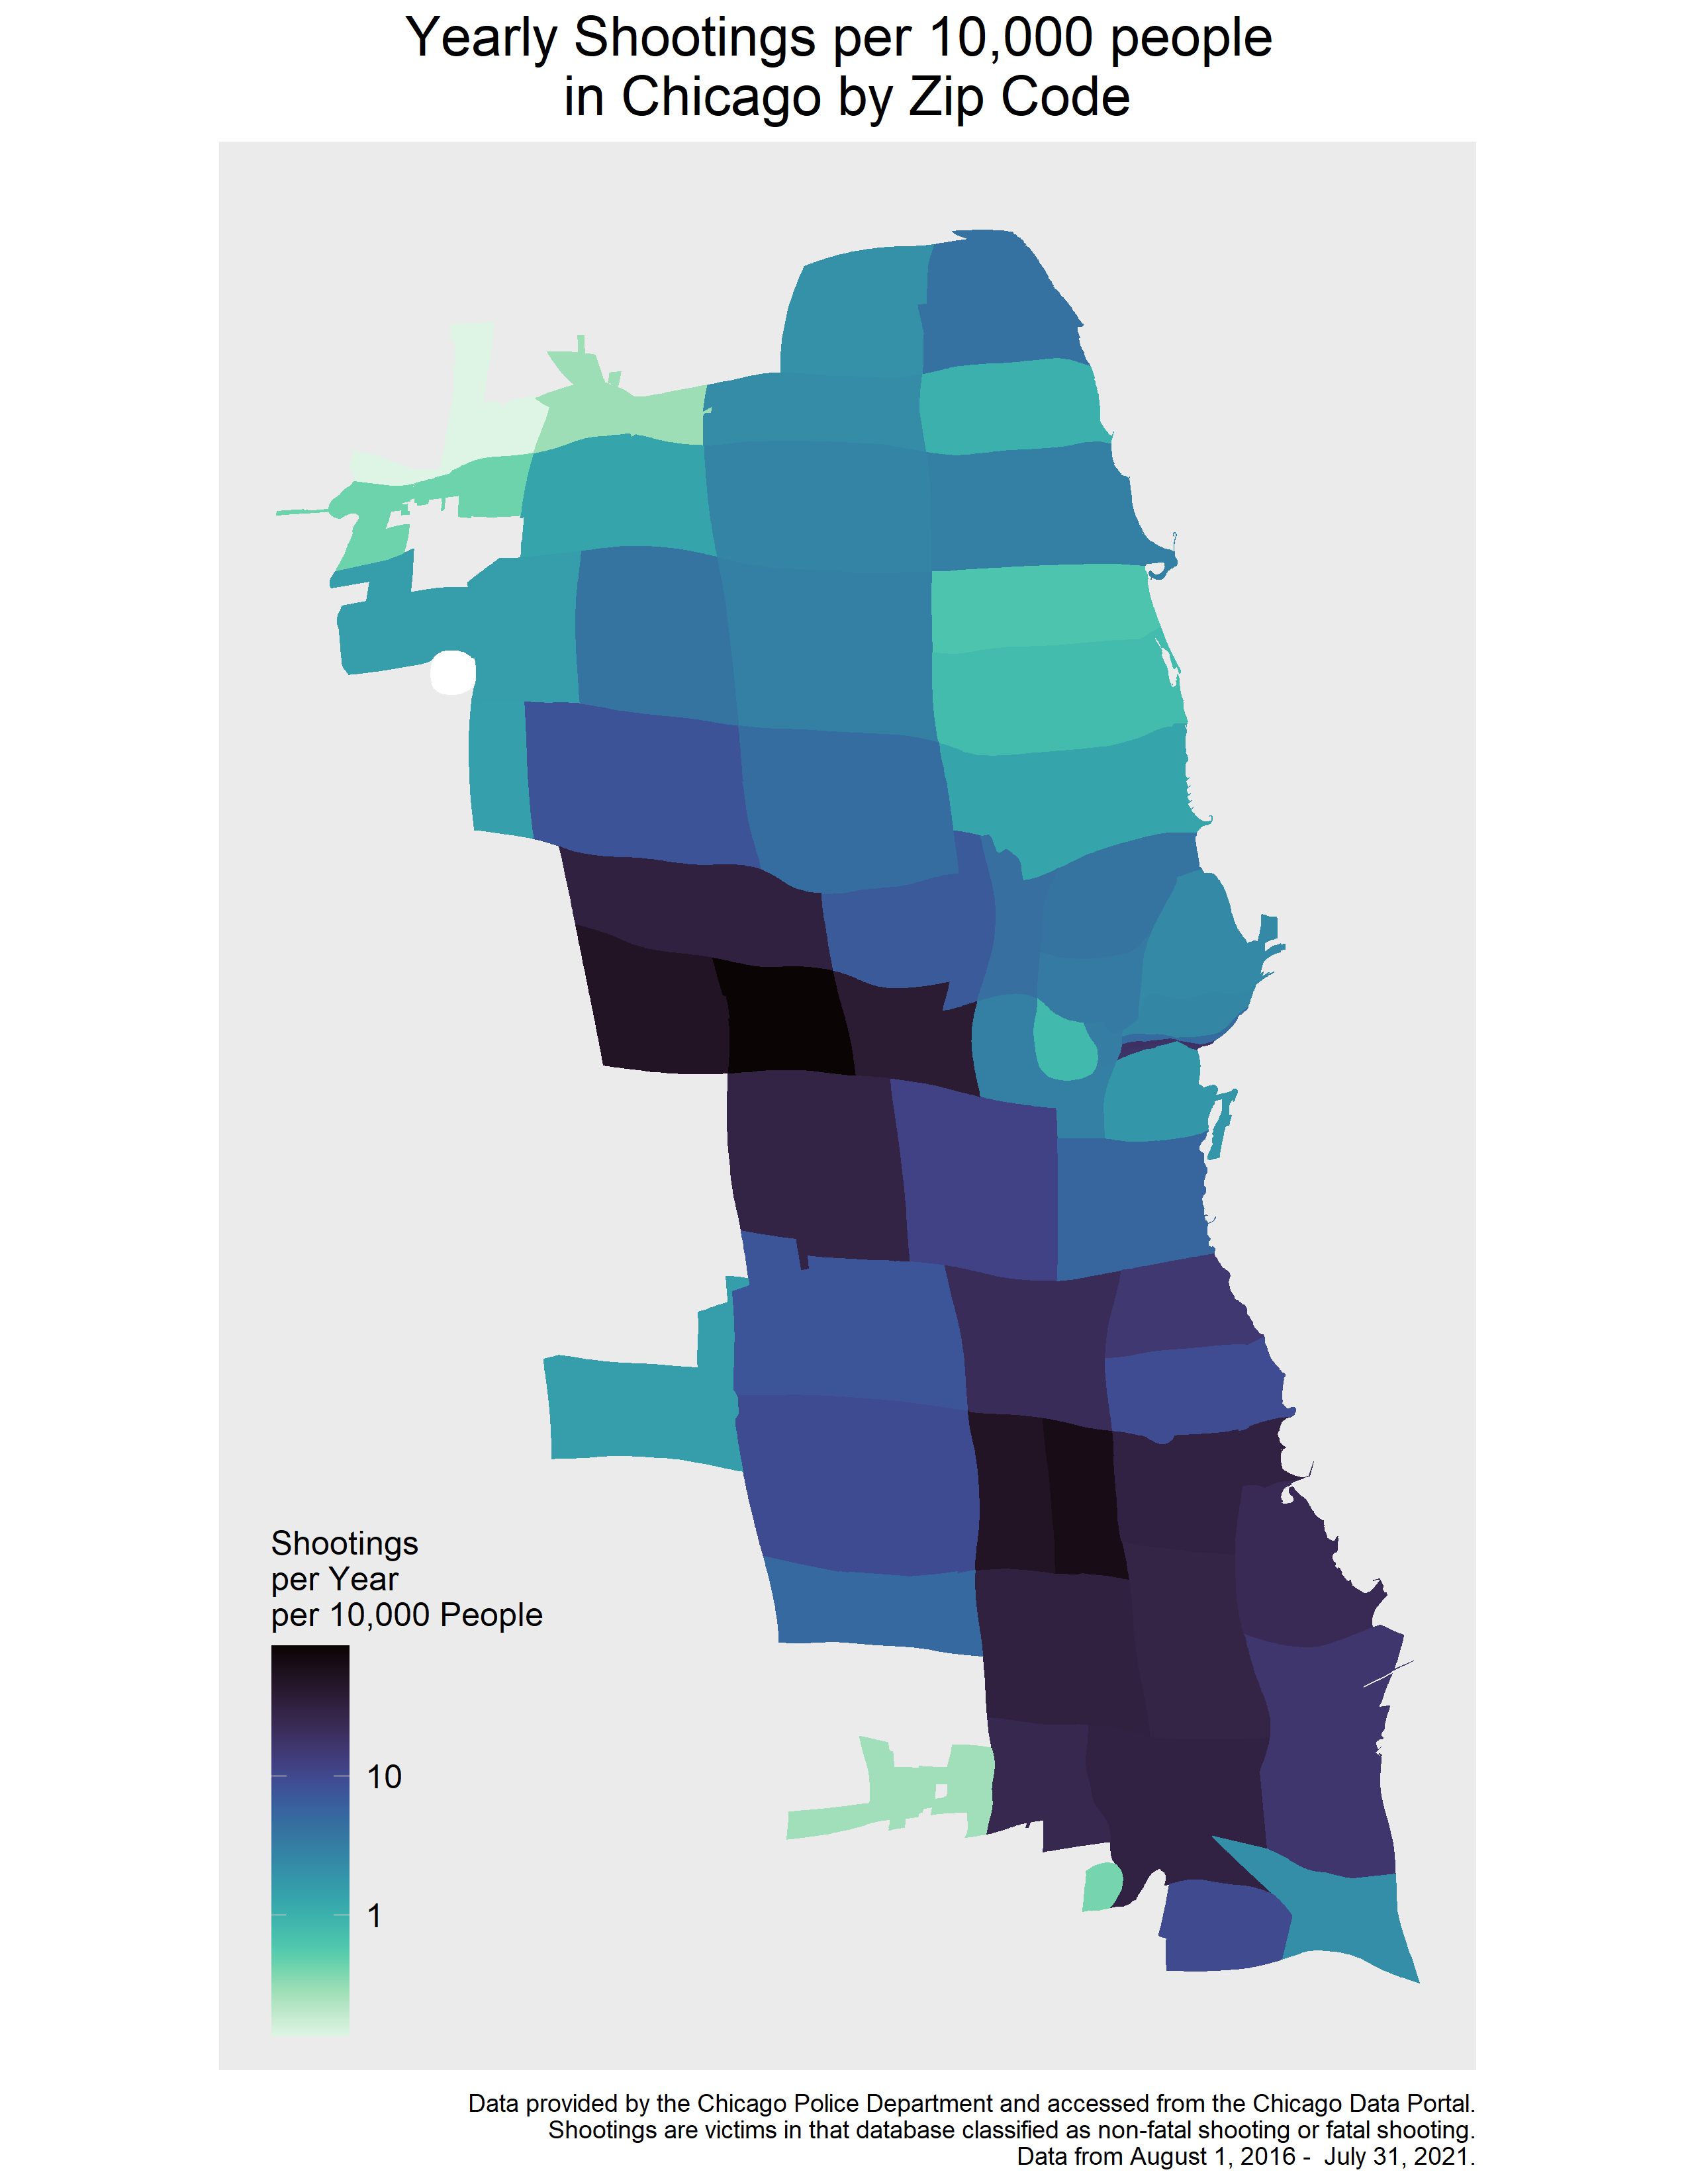 Yearly Shootings per 10,000 people
in Chicago by Zip Code
Shootings
per Year
per 10,000 People
10
1
Data provided by the Chicago Police Department and accessed from the Chicago Data Portal.
Shootings are victims in that database classified as non-fatal shooting or fatal shooting.
Data from August 1, 2016 -  July 31, 2021.